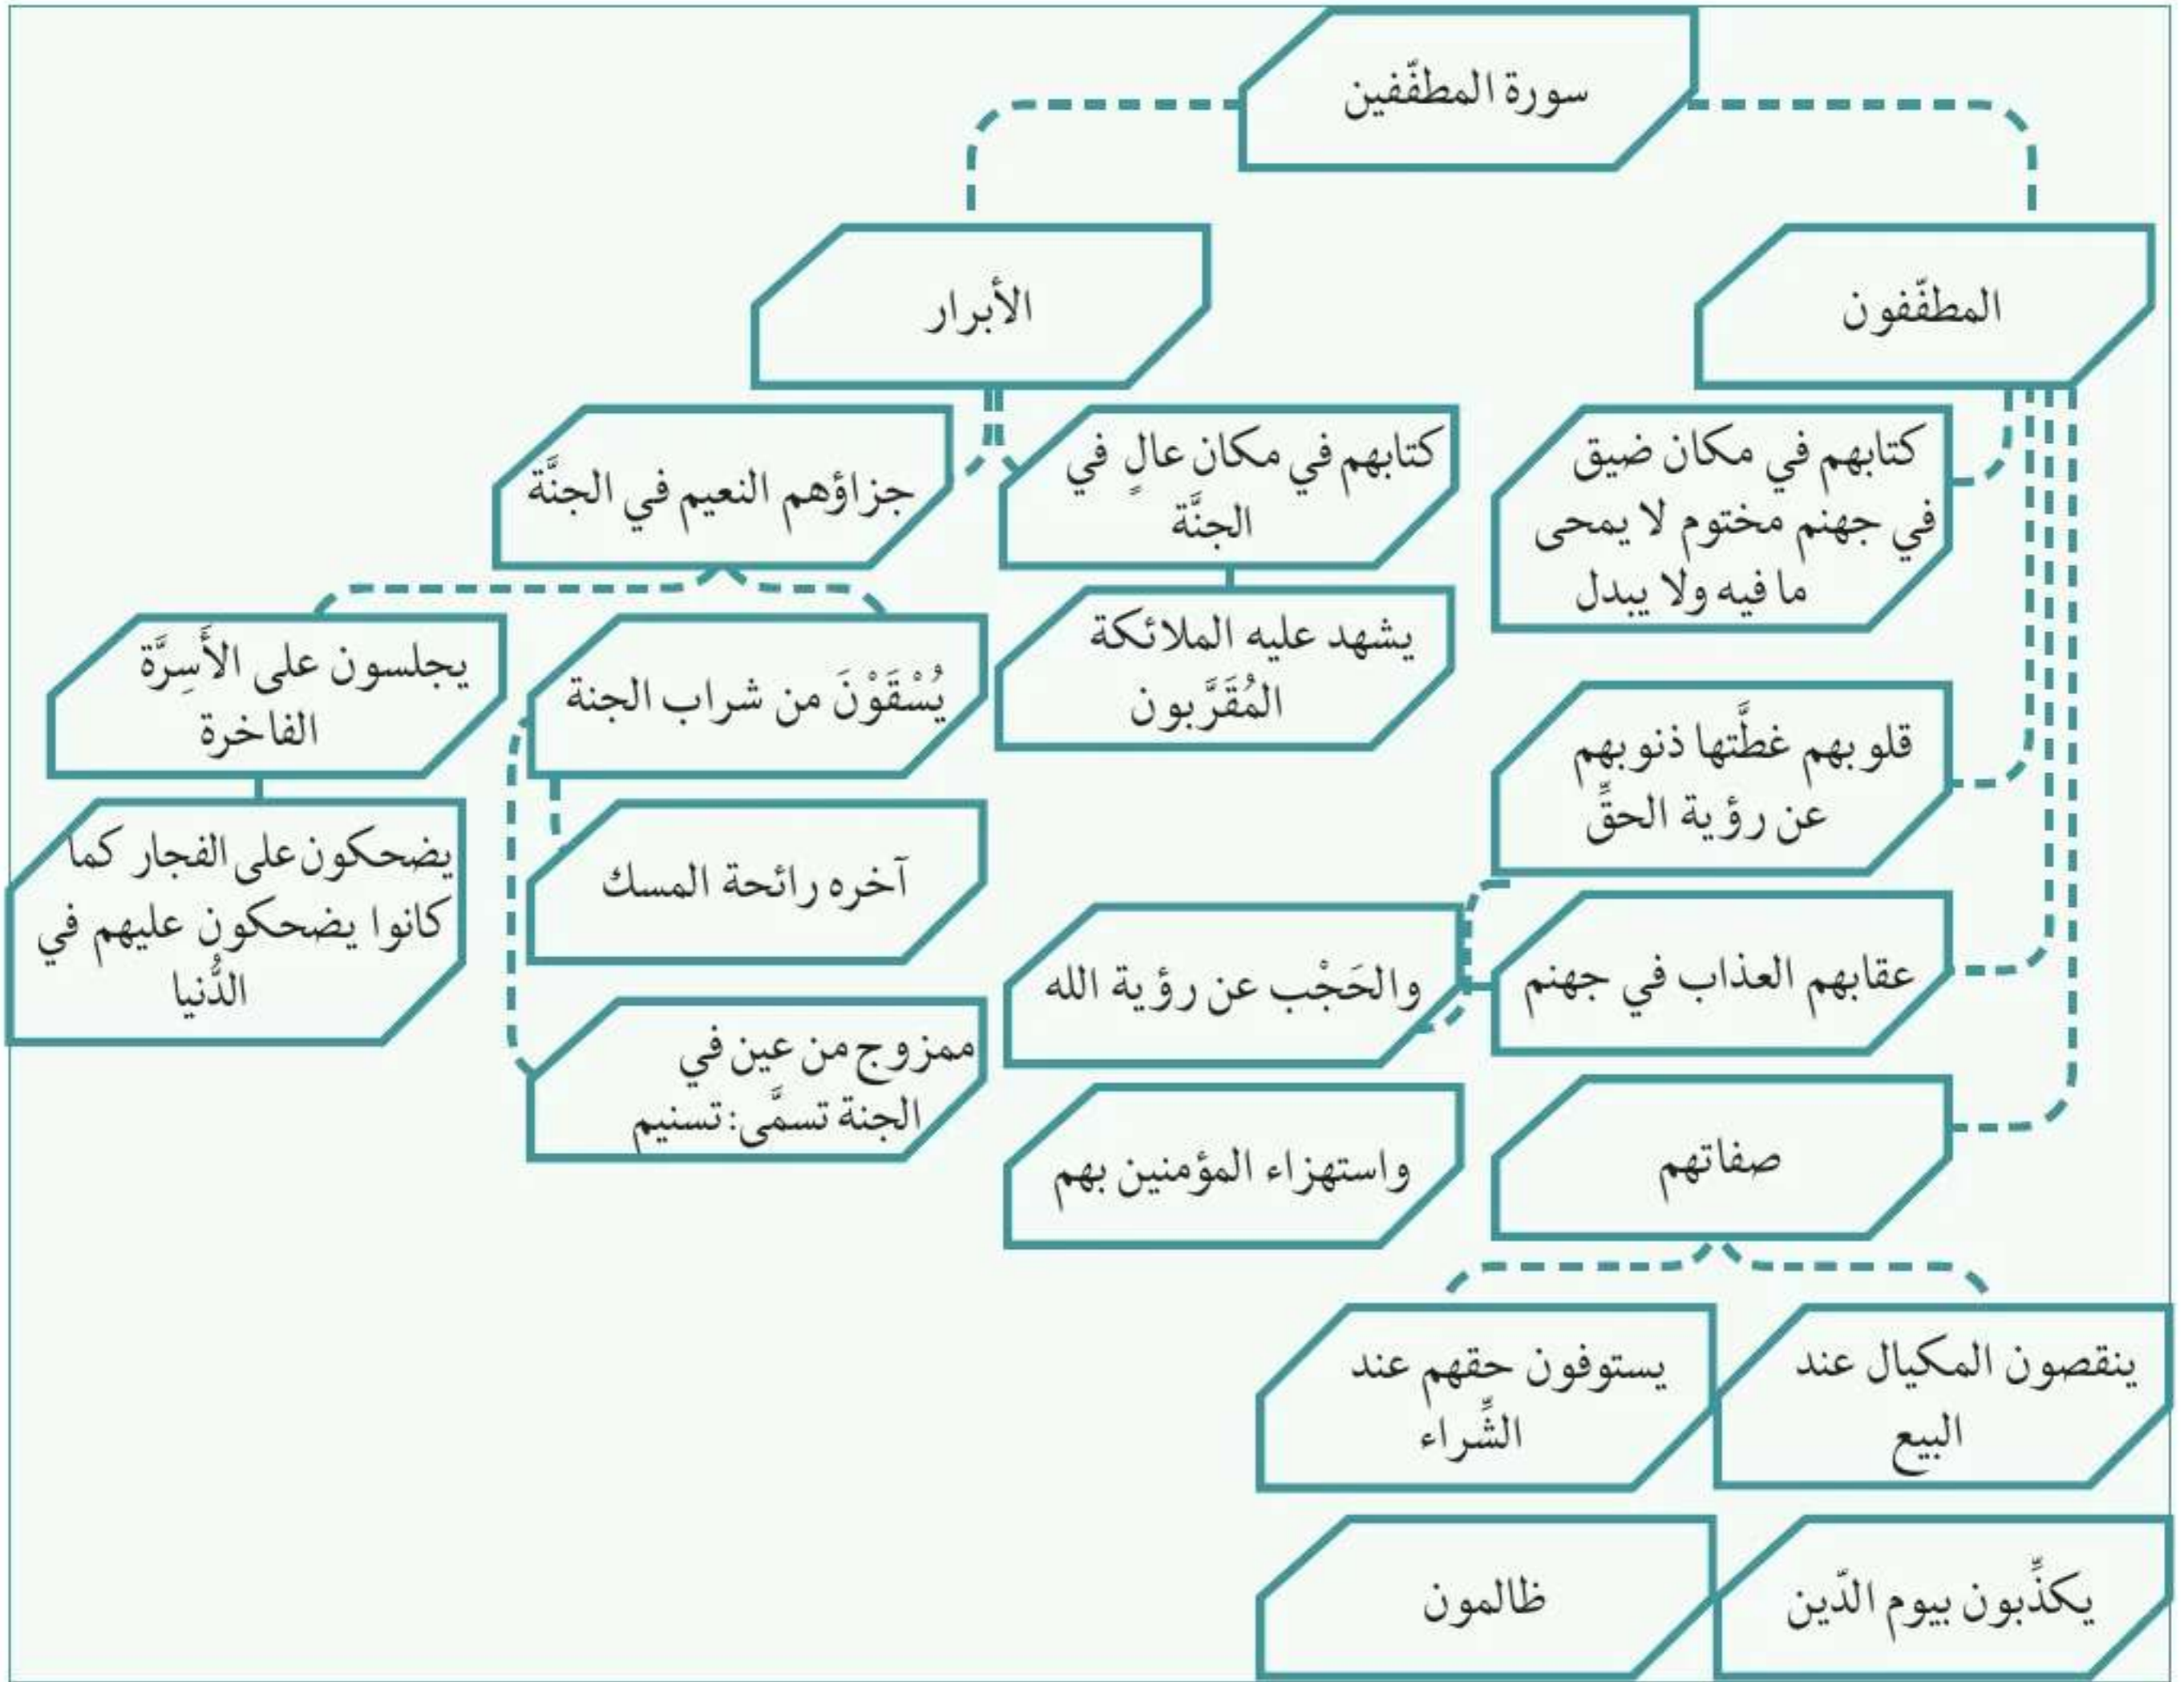 سورة المطفّفين
المطفّفون
كتابهم في مكان ضيق
في جهنم مختوم لا يمحى
ما فيه ولا يبدل
قلوبهم غطَّتها ذنوبهم
عن رؤية الحقِّ
عقابهم العذاب في جهنم
والحَجْب عن رؤية الله
واستهزاء المؤمنين بهم
صفاتهم
ينقصون المكيال عند
البيع
يستوفون حقهم عند
الشِّراء
يكذِّبون بيوم الدّين
ظالمون
الأبرار
كتابهم في مكان عالٍ في
الجنَّة
يشهد عليه الملائكة
المُقَرَّبون
جزاؤهم النعيم في الجنَّة
يُسْقَوْنَ من شراب الجنة
آخره رائحة المسك
ممزوج من عين في
الجنة تسمَّى: تسنيم
يجلسون على الأَسِرَّة
الفاخرة
يضحكون على الفجار كما
كانوا يضحكون عليهم في
الدُّنيا